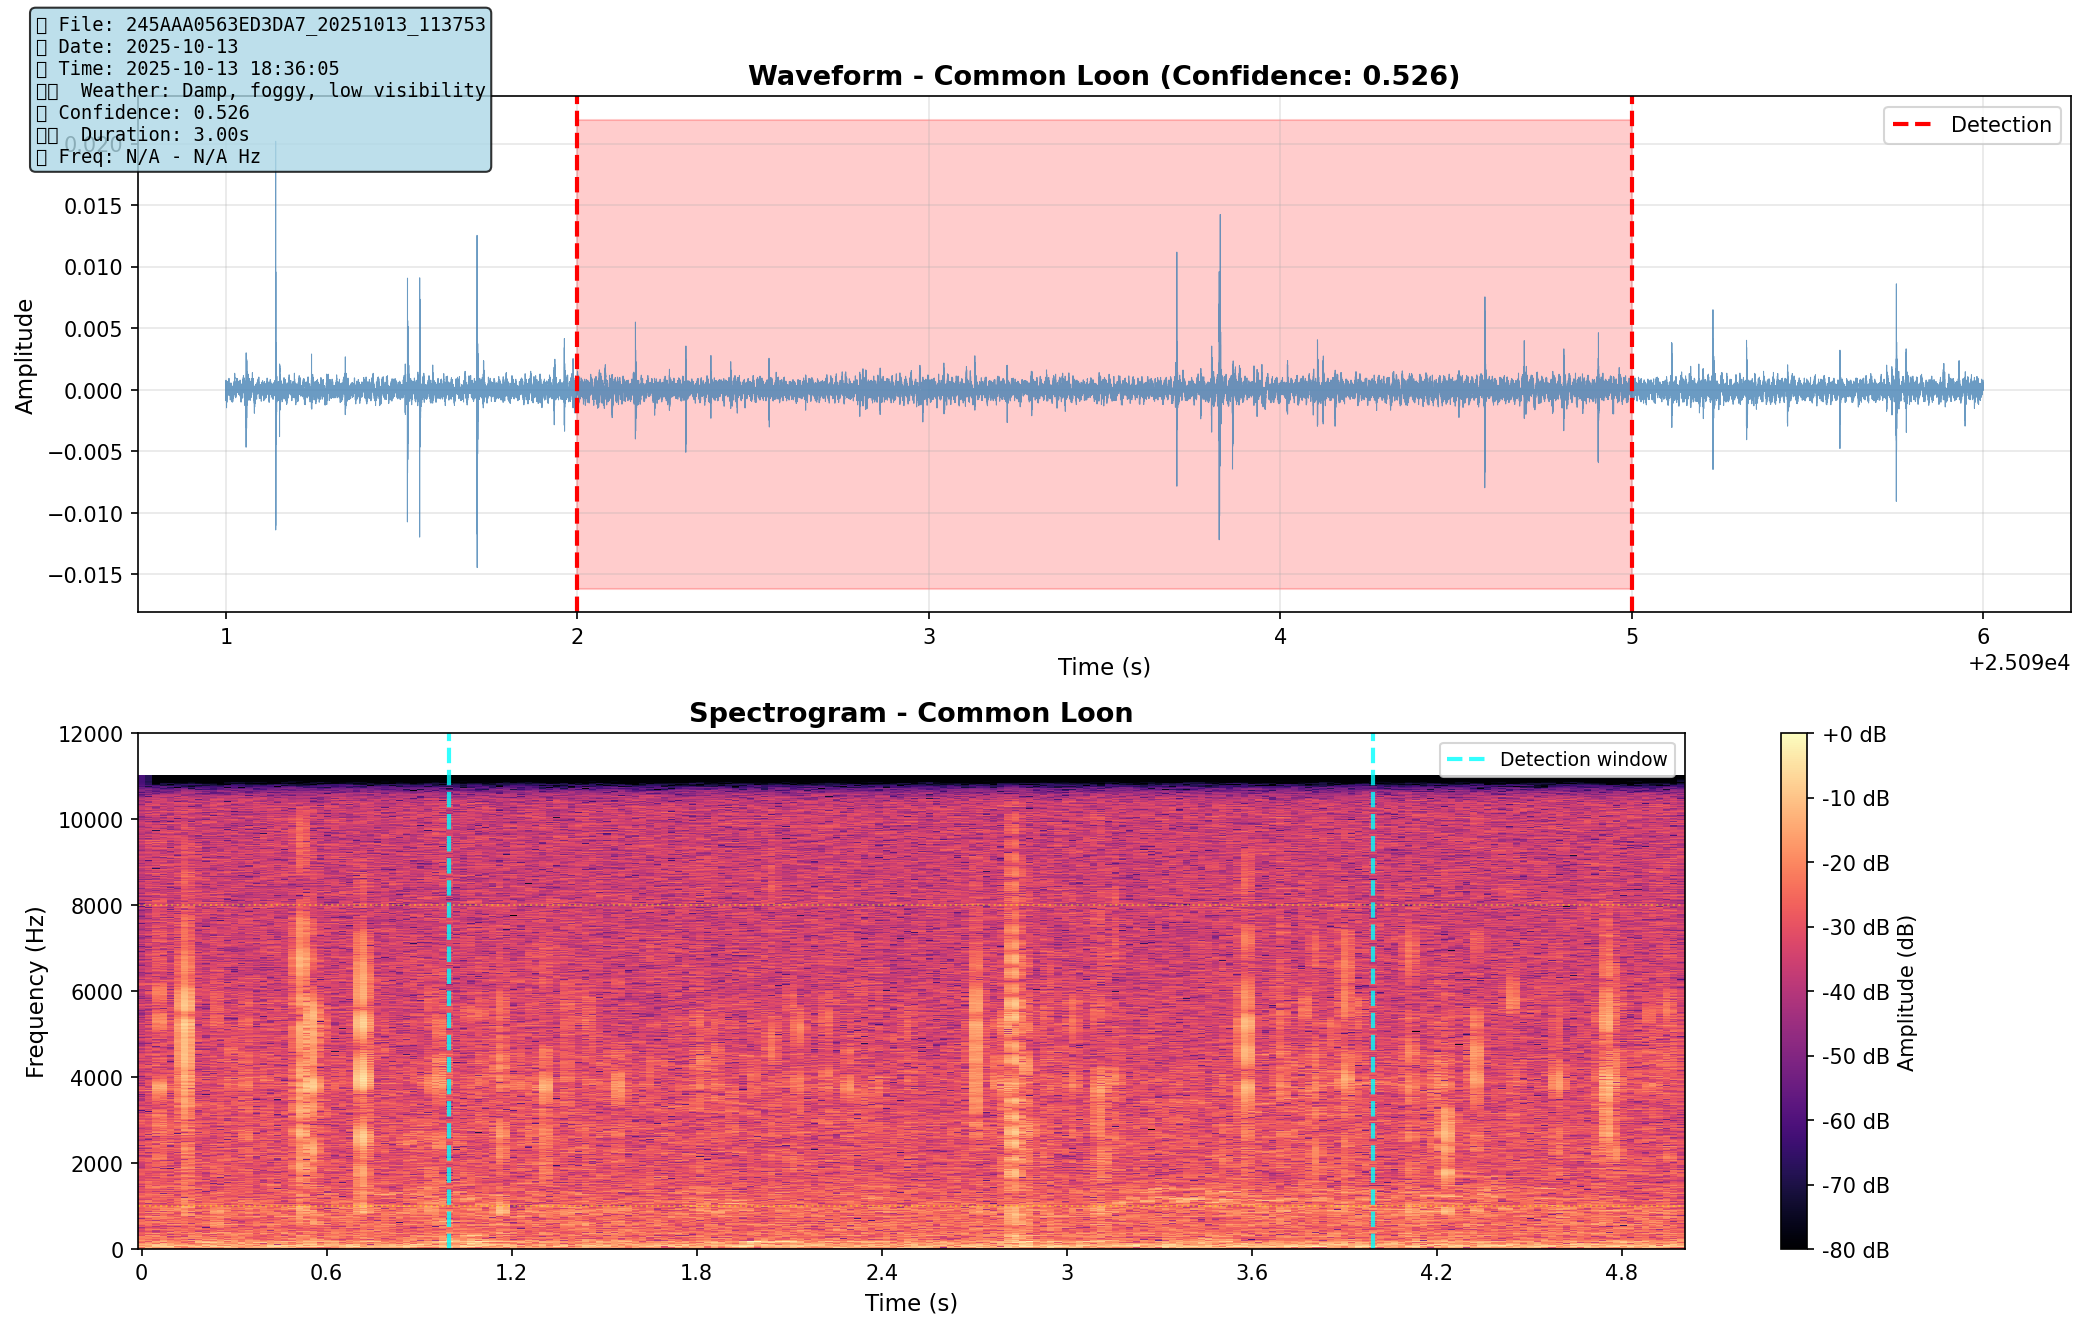 File: 245AAA0563ED3DA7_20251013_113753
Date: 2025-10-13
Time: 2025-10-13 18:36:05
Weather: Damp, foggy, low visibility
Confidence: 0.526
Duration: 3.00s
Freq: N/A - N/A Hz
Waveform - Common Loon (Confidence: 0.526)
Detection
Amplitude
0.020
0.015
0.010
0.005
0.000
−0.005
−0.010
−0.015
1 2 3 4 5 6
Time (s)
+2.509e4
Spectrogram - Common Loon
Detection window
Frequency (Hz)
12000
10000
8000
6000
4000
2000
0
0 0.6 1.2 1.8 2.4 3 3.6 4.2 4.8
Time (s)
+0 dB
-10 dB
-20 dB
-30 dB
-40 dB
-50 dB
-60 dB
-70 dB
-80 dB
Amplitude (dB)